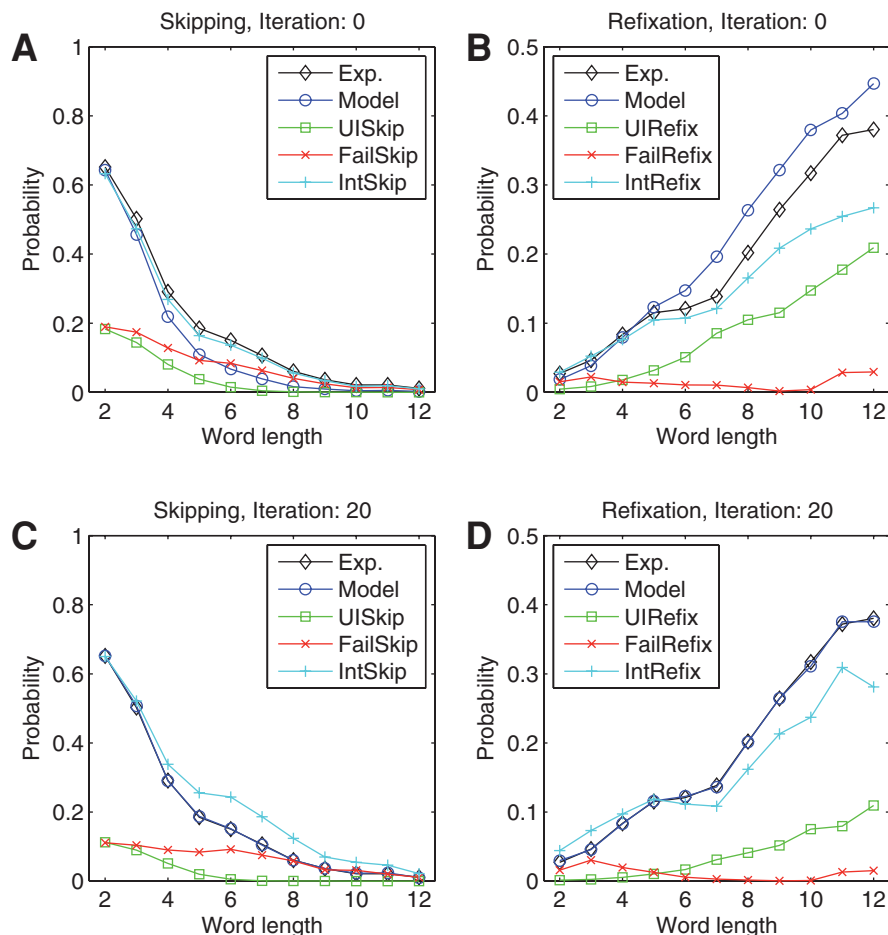 A
Skipping, Iteration: 0
Probability
1
0.8
0.6
0.4
0.2
0
Exp.
Model
UISkip
FailSkip
IntSkip
2 4 6 8 10 12
Word length
B
Refixation, Iteration: 0
Probability
0.5
0.4
0.3
0.2
0.1
0
Exp.
Model
UIRefix
FailRefix
IntRefix
2 4 6 8 10 12
Word length
C
Skipping, Iteration: 20
Probability
1
0.8
0.6
0.4
0.2
0
Exp.
Model
UISkip
FailSkip
IntSkip
2 4 6 8 10 12
Word length
D
Refixation, Iteration: 20
Probability
0.5
0.4
0.3
0.2
0.1
0
Exp.
Model
UIRefix
FailRefix
IntRefix
2 4 6 8 10 12
Word length